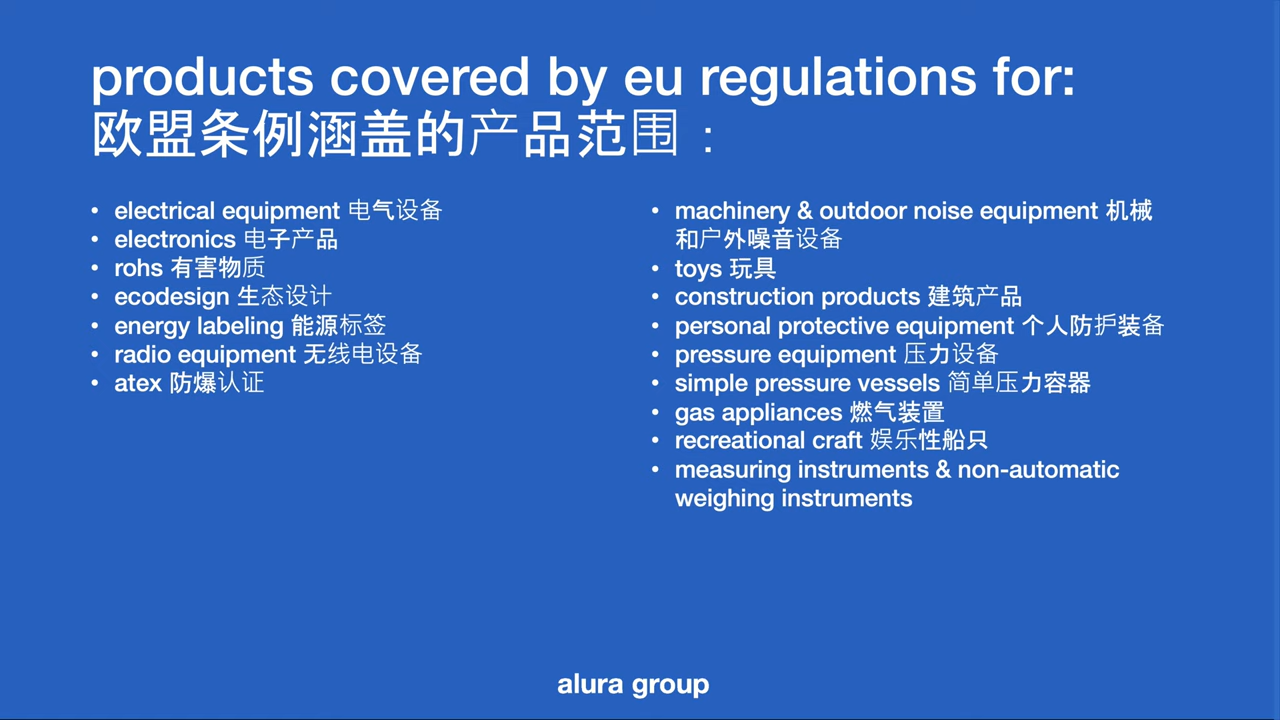 products covered by eu regulations for:
欧盟条例涵盖的产品范围：
• electrical equipment 电气设备
• electronics 电子产品
• rohs 有害物质
• ecodesign 生态设计
• energy labeling 能源标签
• radio equipment 无线电设备
• atex 防爆认证
• machinery & outdoor noise equipment 机械
和户外噪音设备
• toys 玩具
• construction products 建筑产品
• personal protective equipment 个人防护装备
• pressure equipment 压力设备
• simple pressure vessels 简单压力容器
• gas appliances 燃气装置
• recreational craft 娱乐性船只
• measuring instruments & non-automatic
weighing instruments
alura group